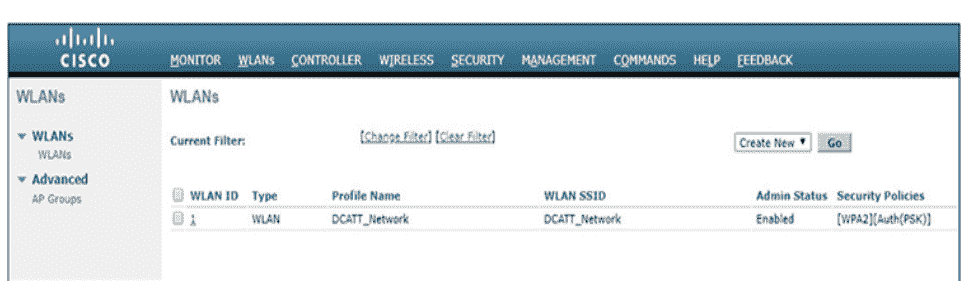 CISCO
MONITOR WLANs CONTROLLER WIRELESS SECURITY MANAGEMENT COMMANDS HELP FEEDBACK
WLANs
WLANs
WLANs
Advanced
AP Groups
WLANs
Current Filter: [Change Filter] [Clear Filter] Create New Go
WLAN ID Type Profile Name WLAN SSID Admin Status Security Policies
1 WLAN DCATT_Network DCATT_Network Enabled [WPA2][Auth(PSK)]